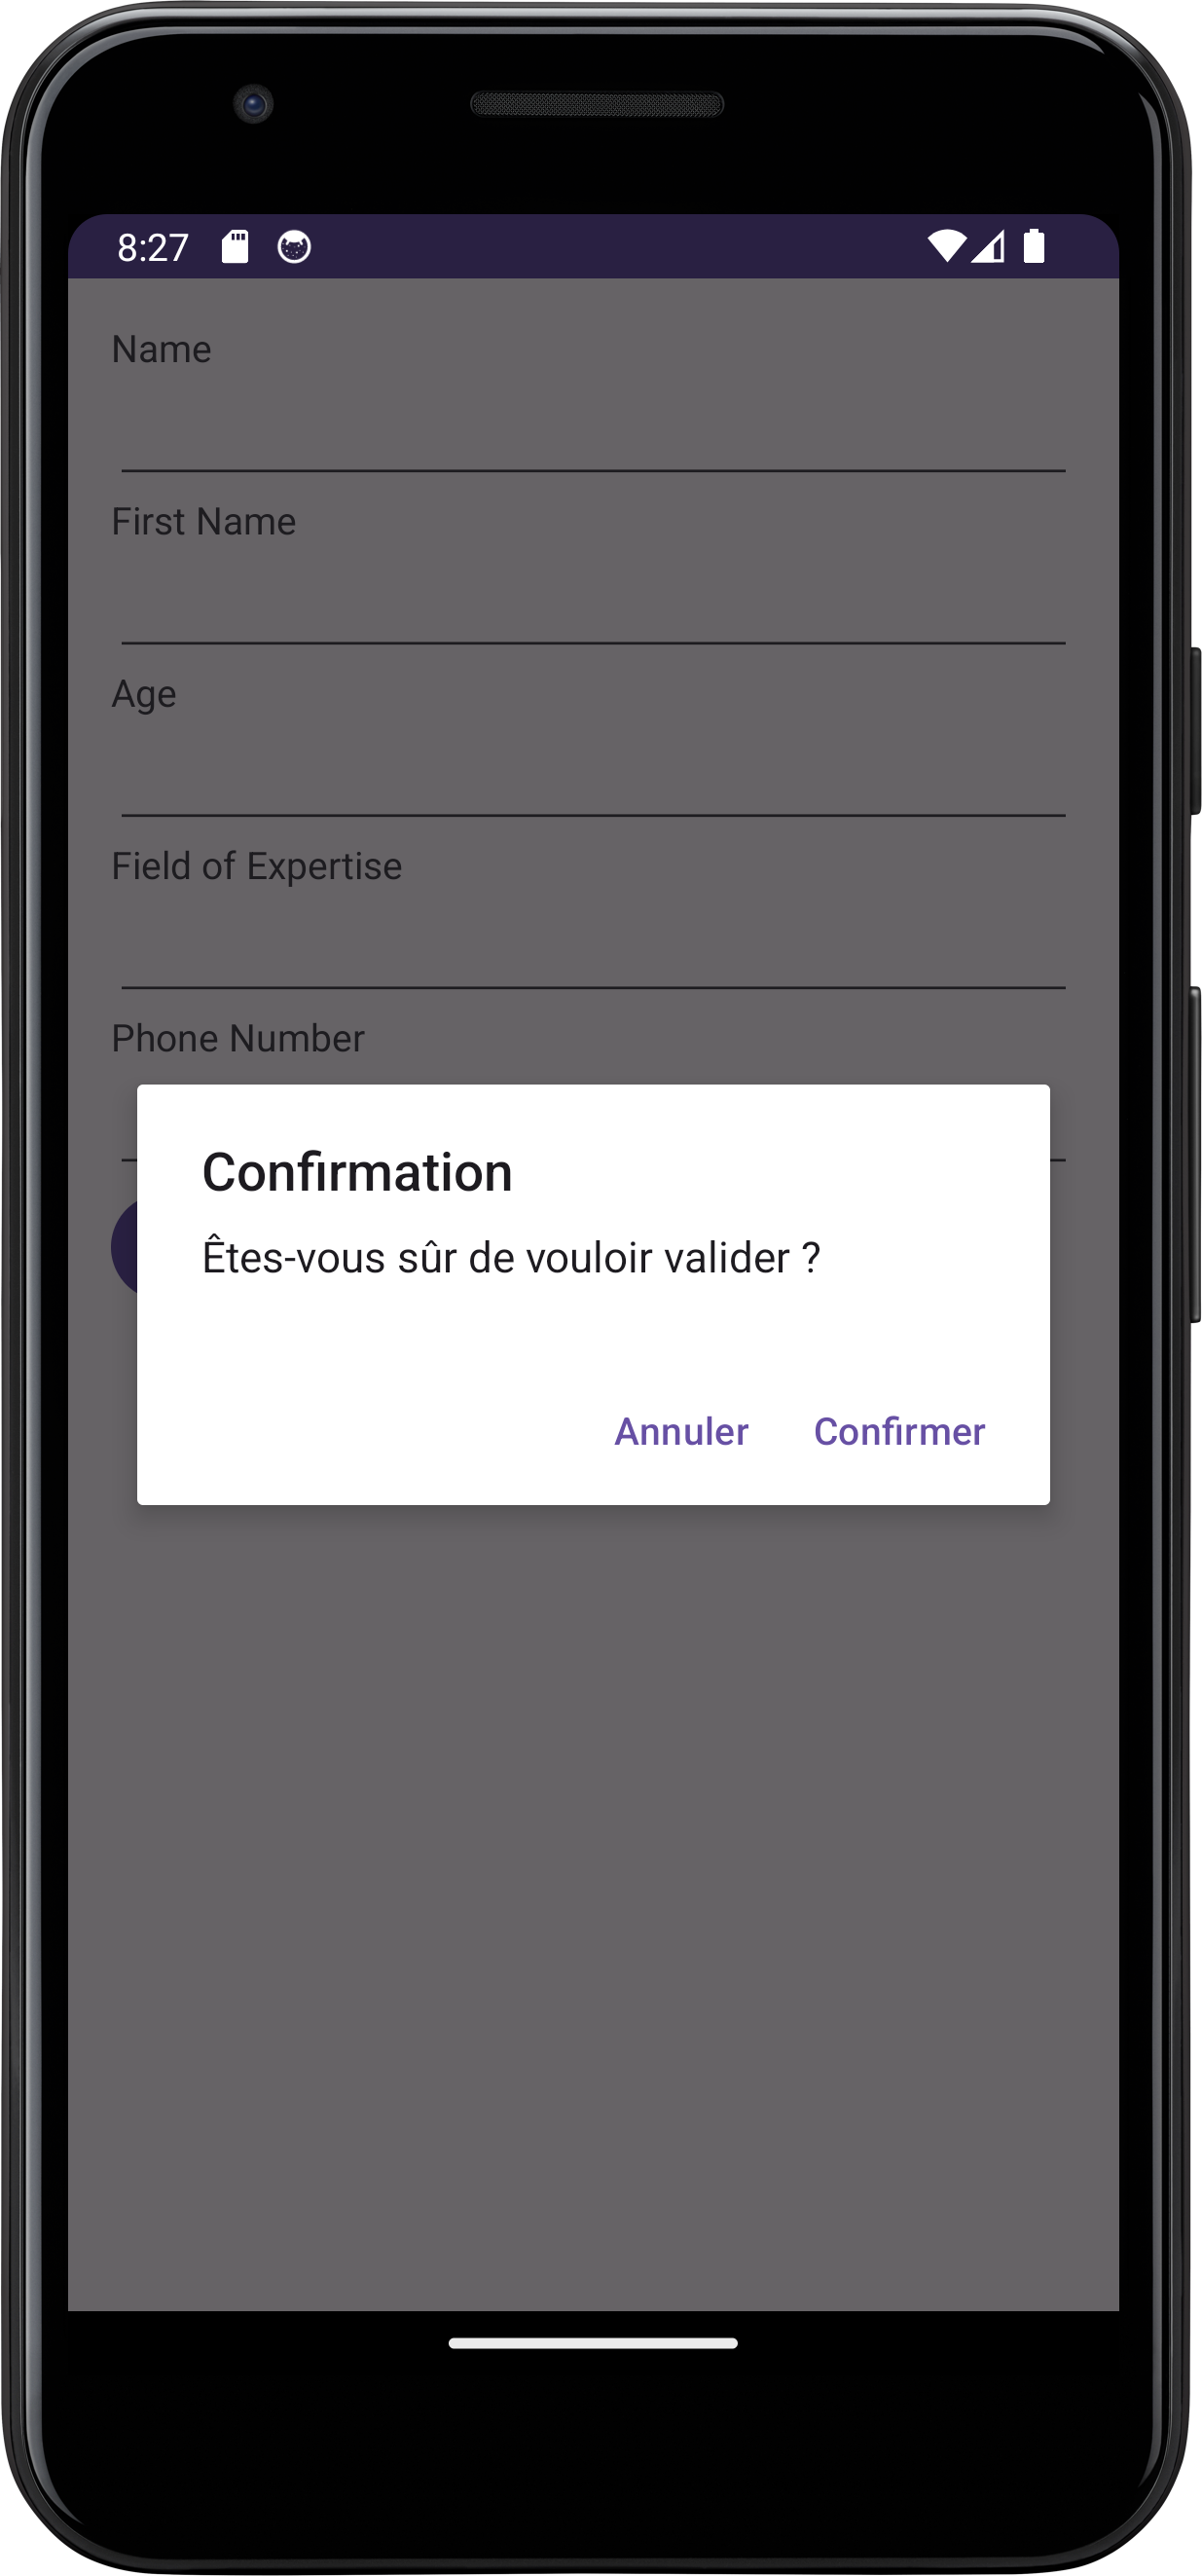 8:27
Name
First Name
Age
Field of Expertise
Phone Number
Confirmation
Êtes-vous sûr de vouloir valider ?
Annuler Confirmer